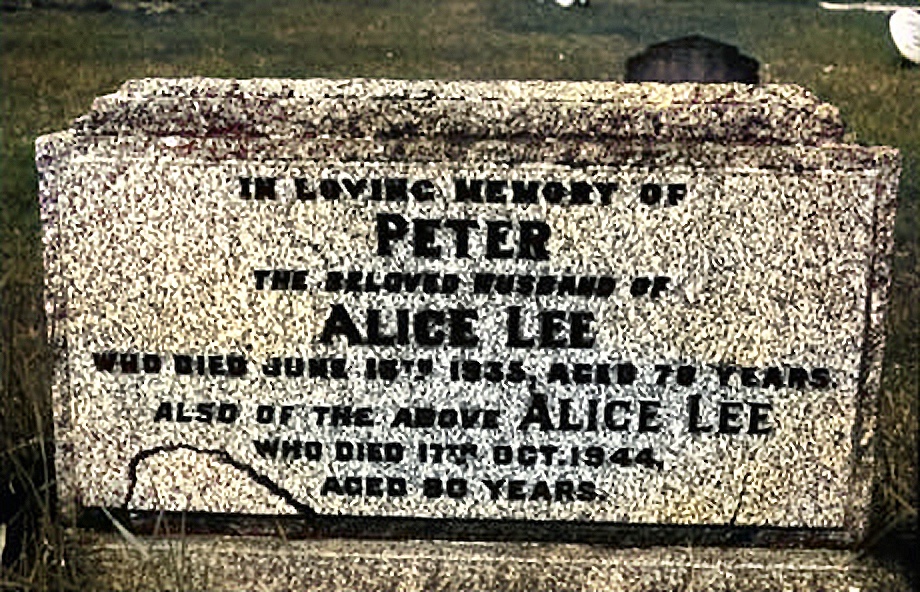 IN LOVING MEMORY OF
PETER
THE BELOVED HUSBAND OF
ALICE LEE
WHO DIED JUNE 16TH 1935, AGED YEARS.
ALSO OF THE ABOVE ALICE LEE
WHO DIED 17TH OCT. 1944,
AGED 80 YEARS.